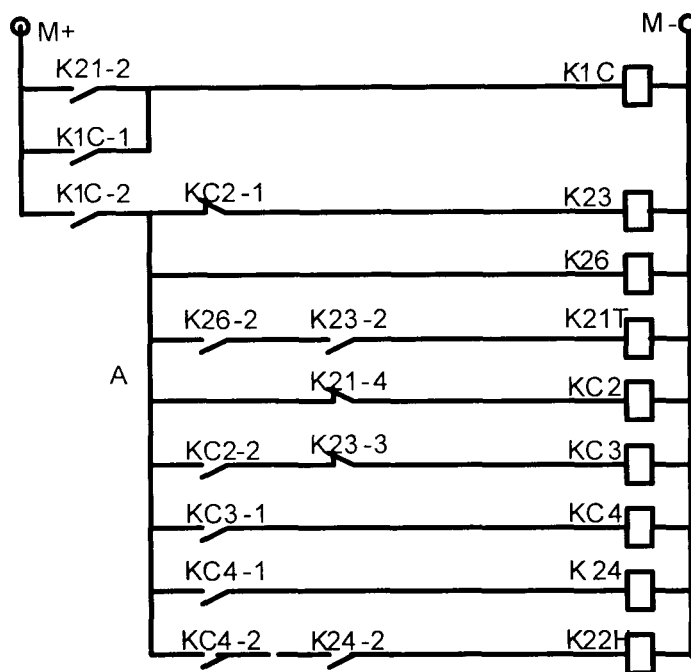 M+ M-
K21-2 K1C
K1C-1
K1C-2 KC2-1 K23
K26
K26-2 K23-2 K21T
A K21-4 KC2
KC2-2 K23-3 KC3
KC3-1 KC4
KC4-1 K24
KC4-2 K24-2 K22H